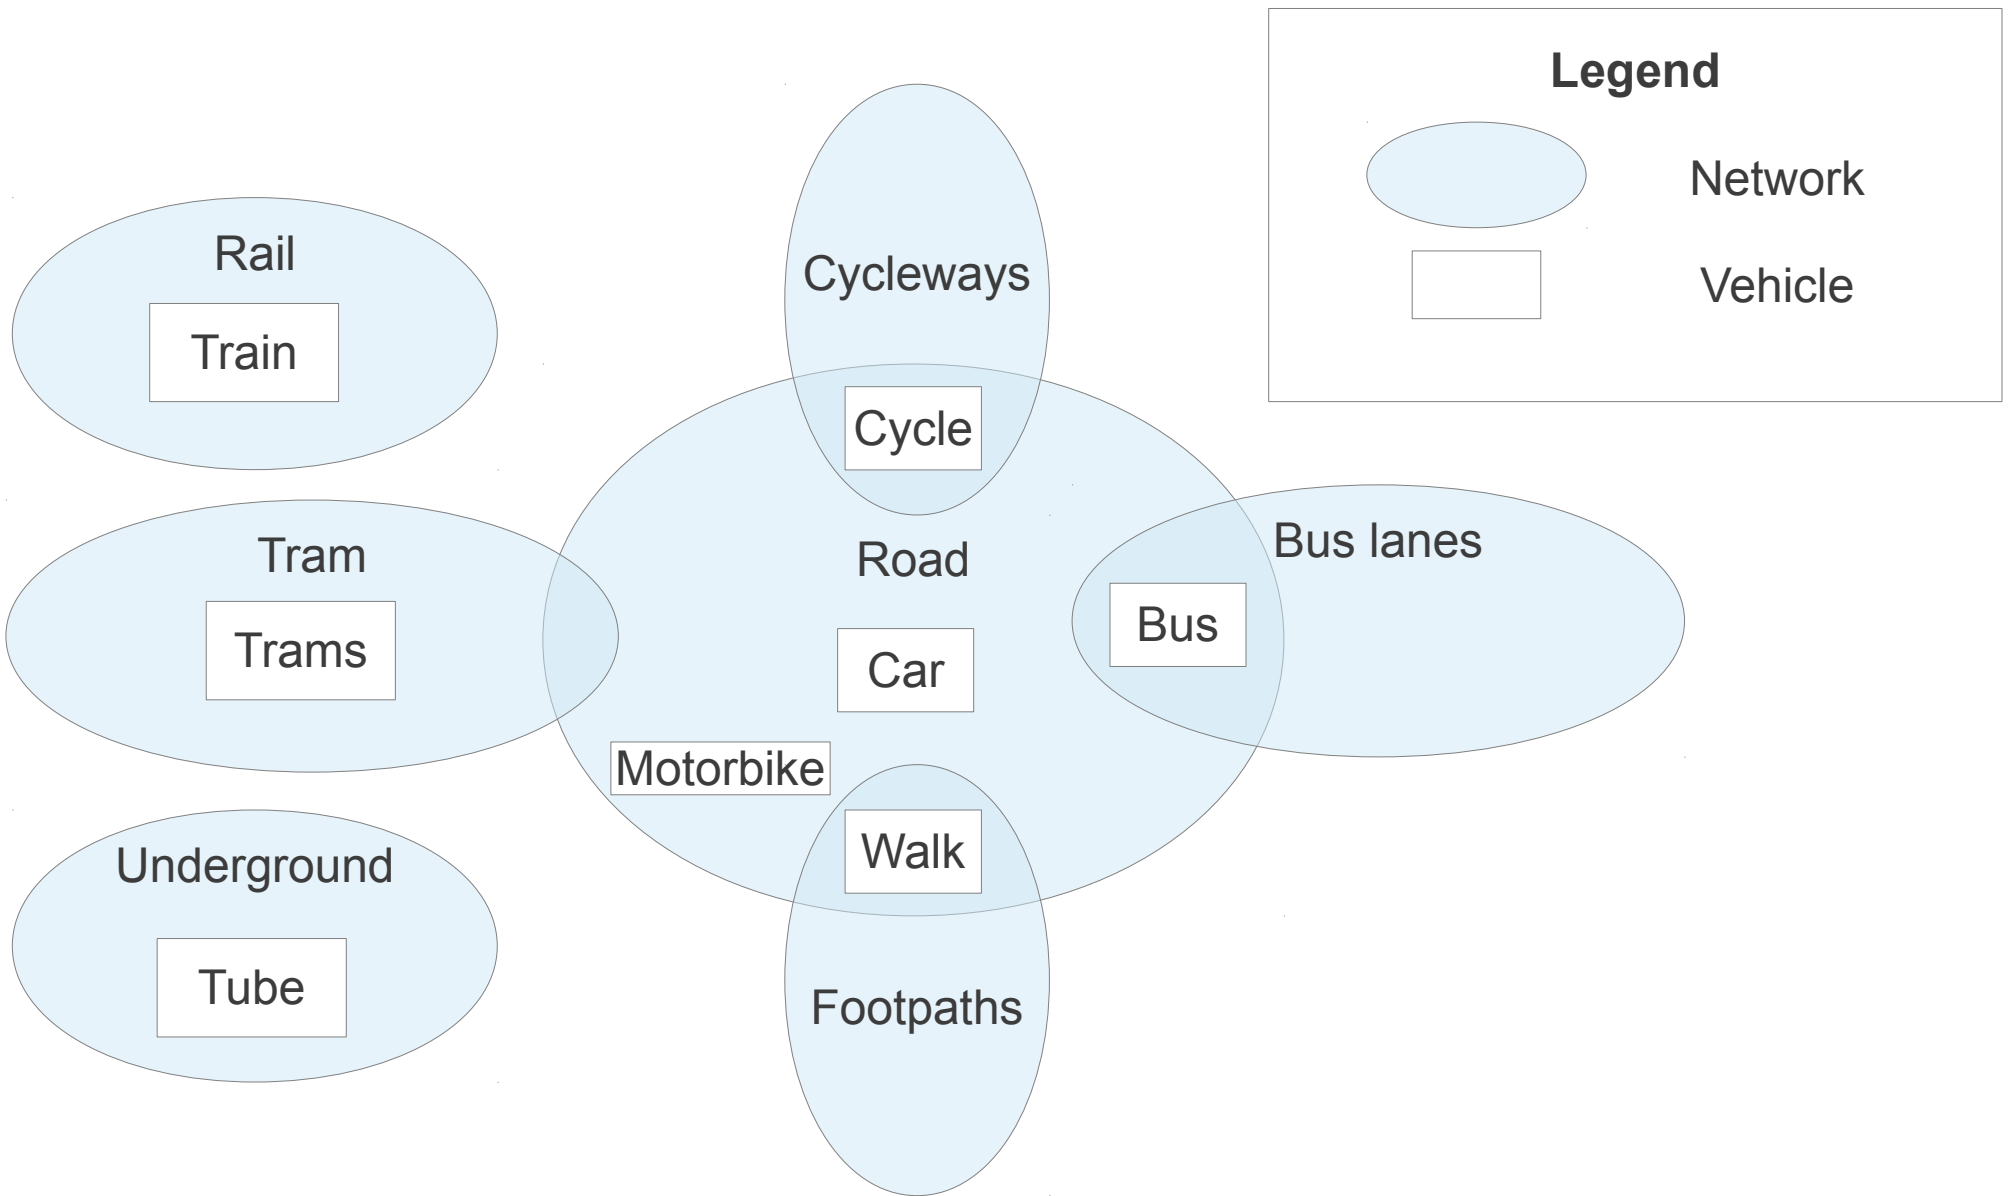 Legend
Network
Vehicle
Rail
Train
Cycleways
Cycle
Tram
Trams
Road
Car
Motorbike
Bus lanes
Bus
Walk
Footpaths
Underground
Tube